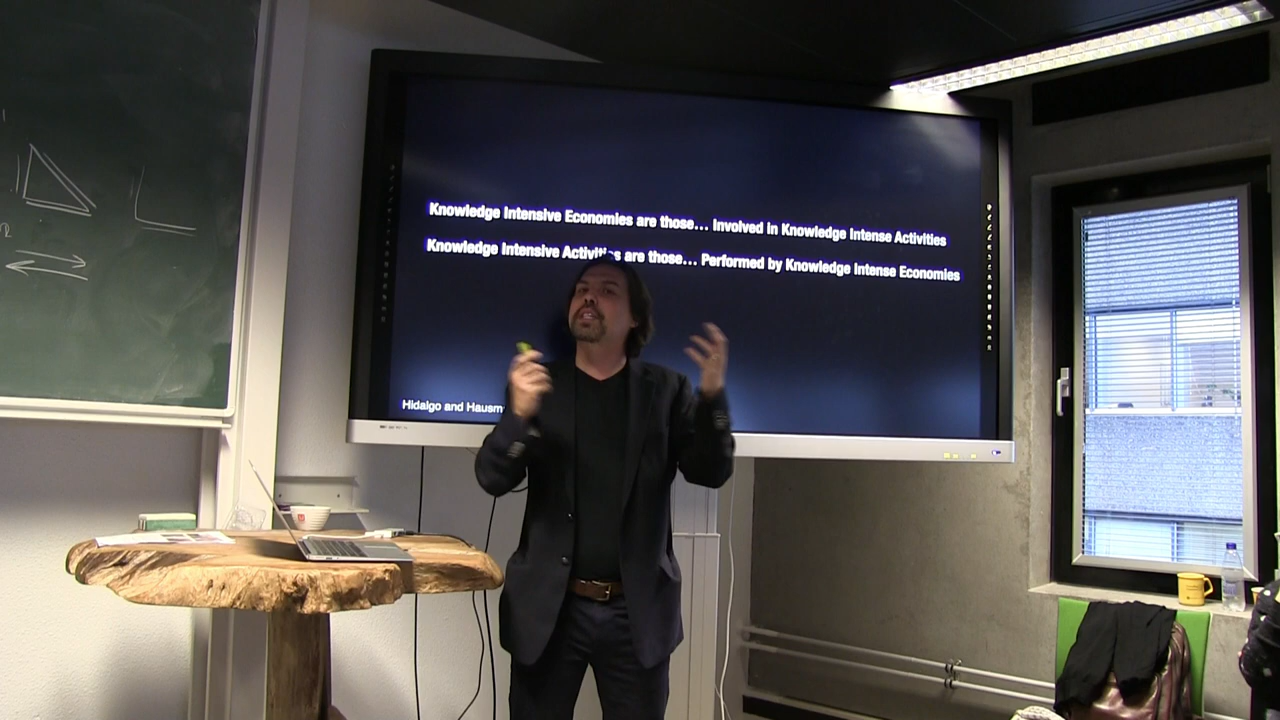 Knowledge Intensive Economies are those... Involved in Knowledge Intense Activities
Knowledge Intensive Activities are those... Performed by Knowledge Intense Economies
Hidalgo and Hausm